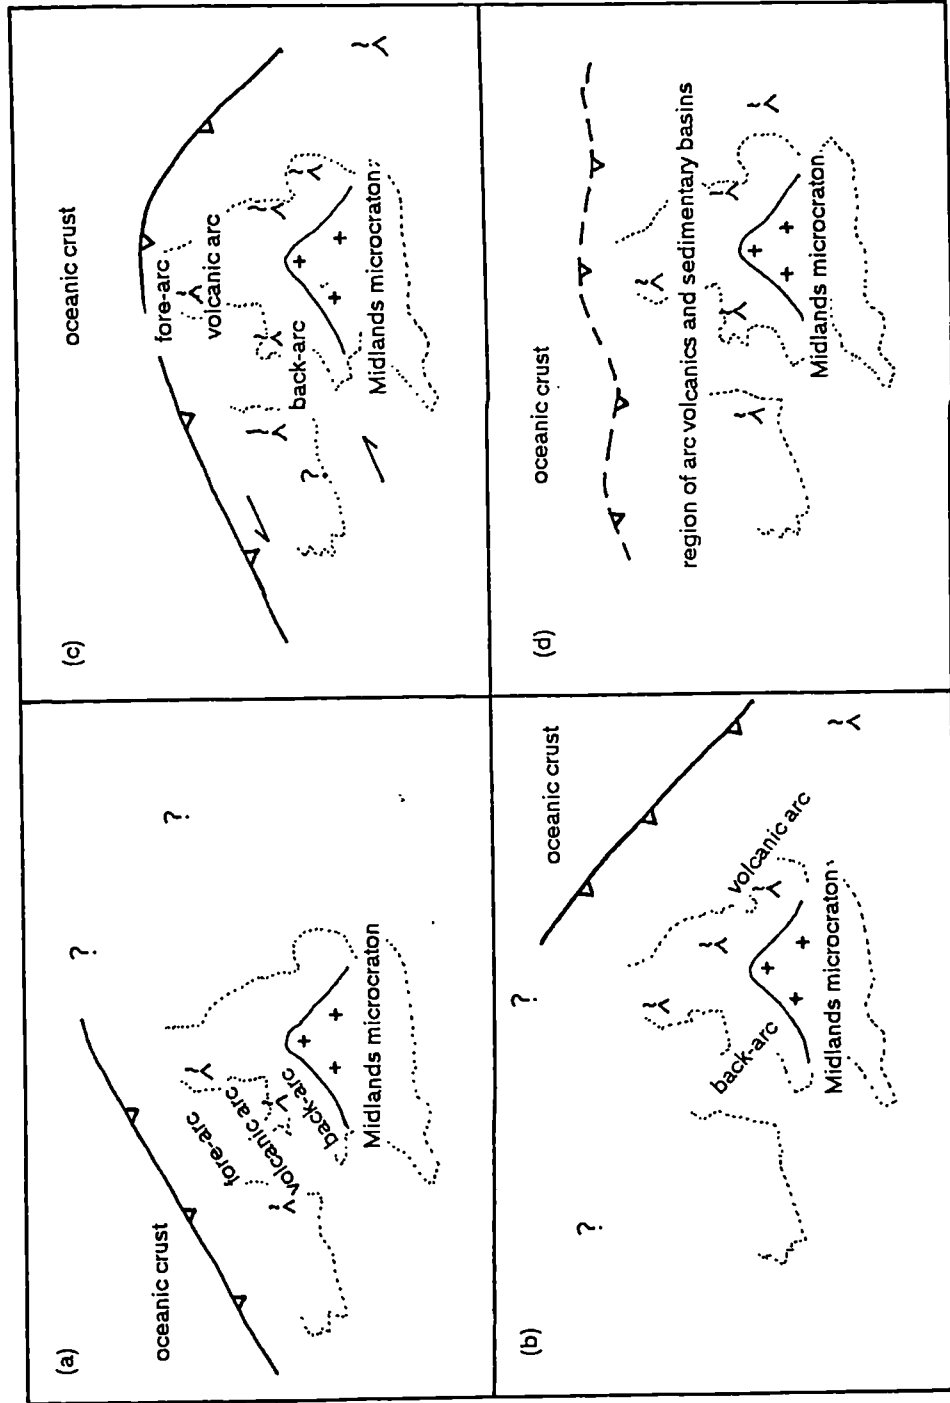 (a)
?
?
oceanic crust
fore-arc
volcanic arc
back-arc
Midlands microcraton
(b)
?
?
oceanic crust
volcanic arc
back-arc
Midlands microcraton
(c)
oceanic crust
fore-arc
volcanic arc
back-arc
?
Midlands microcraton
(d)
oceanic crust
region of arc volcanics and sedimentary basins
Midlands microcraton